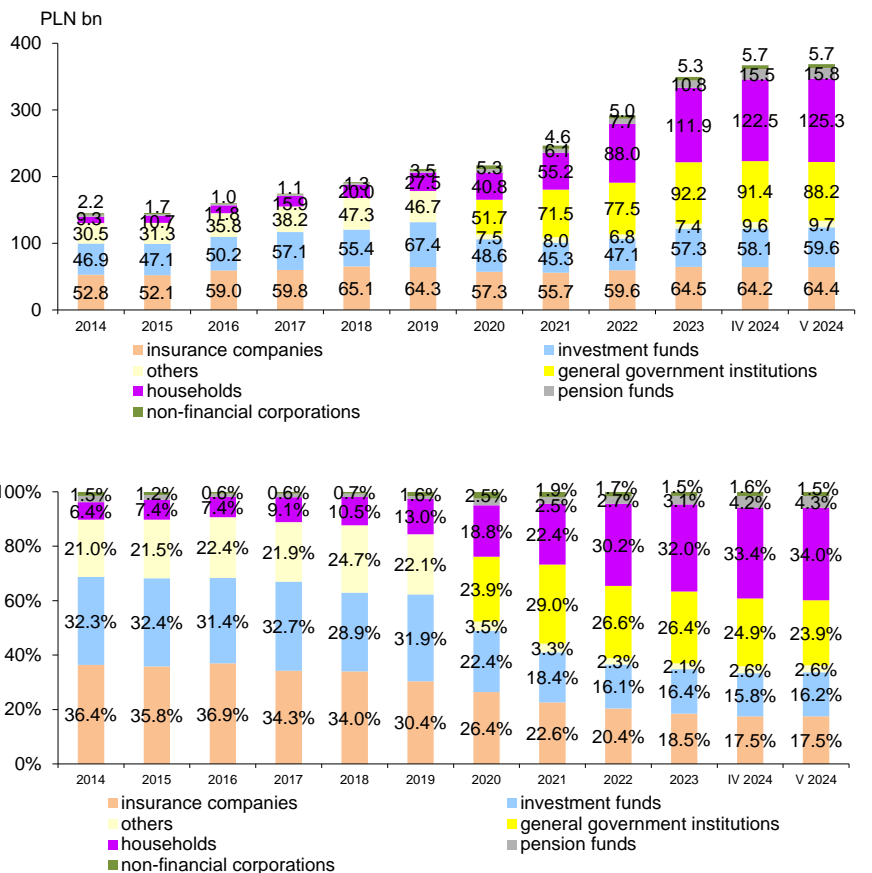 PLN bn
400
300
200
100
0
2.2 1.7 1.0 1.1 1.3 3.5 5.3 4.6 5.0 5.3 5.7 5.7
6.1 7.7 10.8 15.5 15.8
9.3 10.7 11.8 15.9 20.0 27.5 40.8 55.2 88.0 111.9 122.5 125.3
51.7 71.5 77.5 92.2 91.4 88.2
30.5 31.3 35.8 38.2 47.3 46.7 7.5 8.0 6.8 7.4 9.6 9.7
46.9 47.1 50.2 57.1 55.4 67.4 48.6 45.3 47.1 57.3 58.1 59.6
52.8 52.1 59.0 59.8 65.1 64.3 57.3 55.7 59.6 64.5 64.2 64.4
2014 2015 2016 2017 2018 2019 2020 2021 2022 2023 IV 2024 V 2024
insurance companies investment funds
others general government institutions
households pension funds
non-financial corporations
100%
80%
60%
40%
20%
0%
1.5% 1.2% 0.6% 0.6% 0.7% 1.6% 2.5% 1.9% 1.7% 1.5% 1.6% 1.5%
2.5% 2.7% 3.1% 4.2% 4.3%
6.4% 7.4% 7.4% 9.1% 10.5% 13.0% 18.8% 22.4% 30.2% 32.0% 33.4% 34.0%
23.9% 29.0% 26.6% 26.4% 24.9% 23.9%
21.0% 21.5% 22.4% 21.9% 24.7% 22.1% 3.5% 3.3% 2.3% 2.1% 2.6% 2.6%
32.3% 32.4% 31.4% 32.7% 28.9% 31.9% 22.4% 18.4% 16.1% 16.4% 15.8% 16.2%
36.4% 35.8% 36.9% 34.3% 34.0% 30.4% 26.4% 22.6% 20.4% 18.5% 17.5% 17.5%
2014 2015 2016 2017 2018 2019 2020 2021 2022 2023 IV 2024 V 2024
insurance companies investment funds
others general government institutions
households pension funds
non-financial corporations